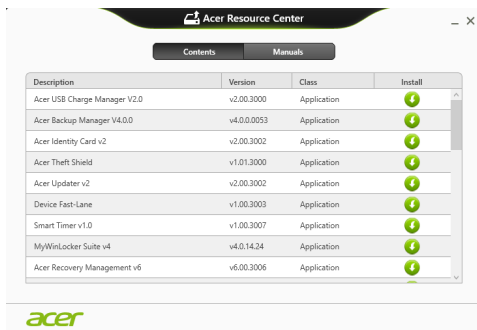 Acer Resource Center
Contents Manuals
Description Version Class Install
Acer USB Charge Manager V2.0 v2.00.3000 Application
Acer Backup Manager V4.0.0 v4.0.0.0053 Application
Acer Identity Card v2 v2.00.3002 Application
Acer Theft Shield v1.01.3000 Application
Acer Updater v2 v2.00.3002 Application
Device Fast-Lane v1.00.3003 Application
Smart Timer v1.0 v1.00.3007 Application
MyWinLocker Suite v4 v4.0.14.24 Application
Acer Recovery Management v6 v6.00.3006 Application
acer